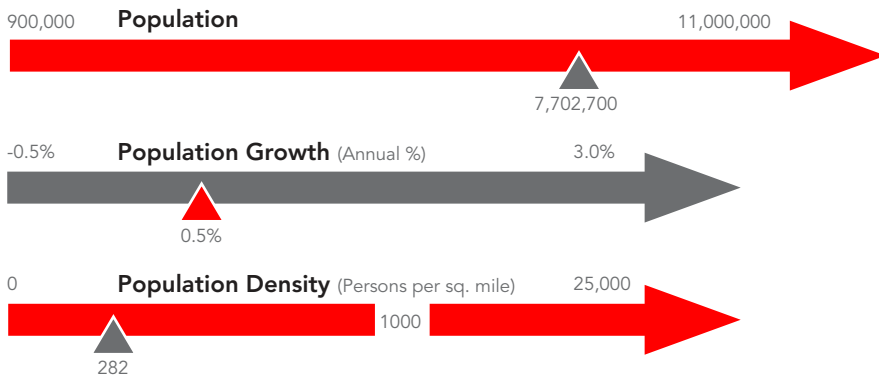 900,000 Population 11,000,000
7,702,700
-0.5% Population Growth (Annual %) 3.0%
0.5%
0 Population Density (Persons per sq. mile) 25,000
1000
282